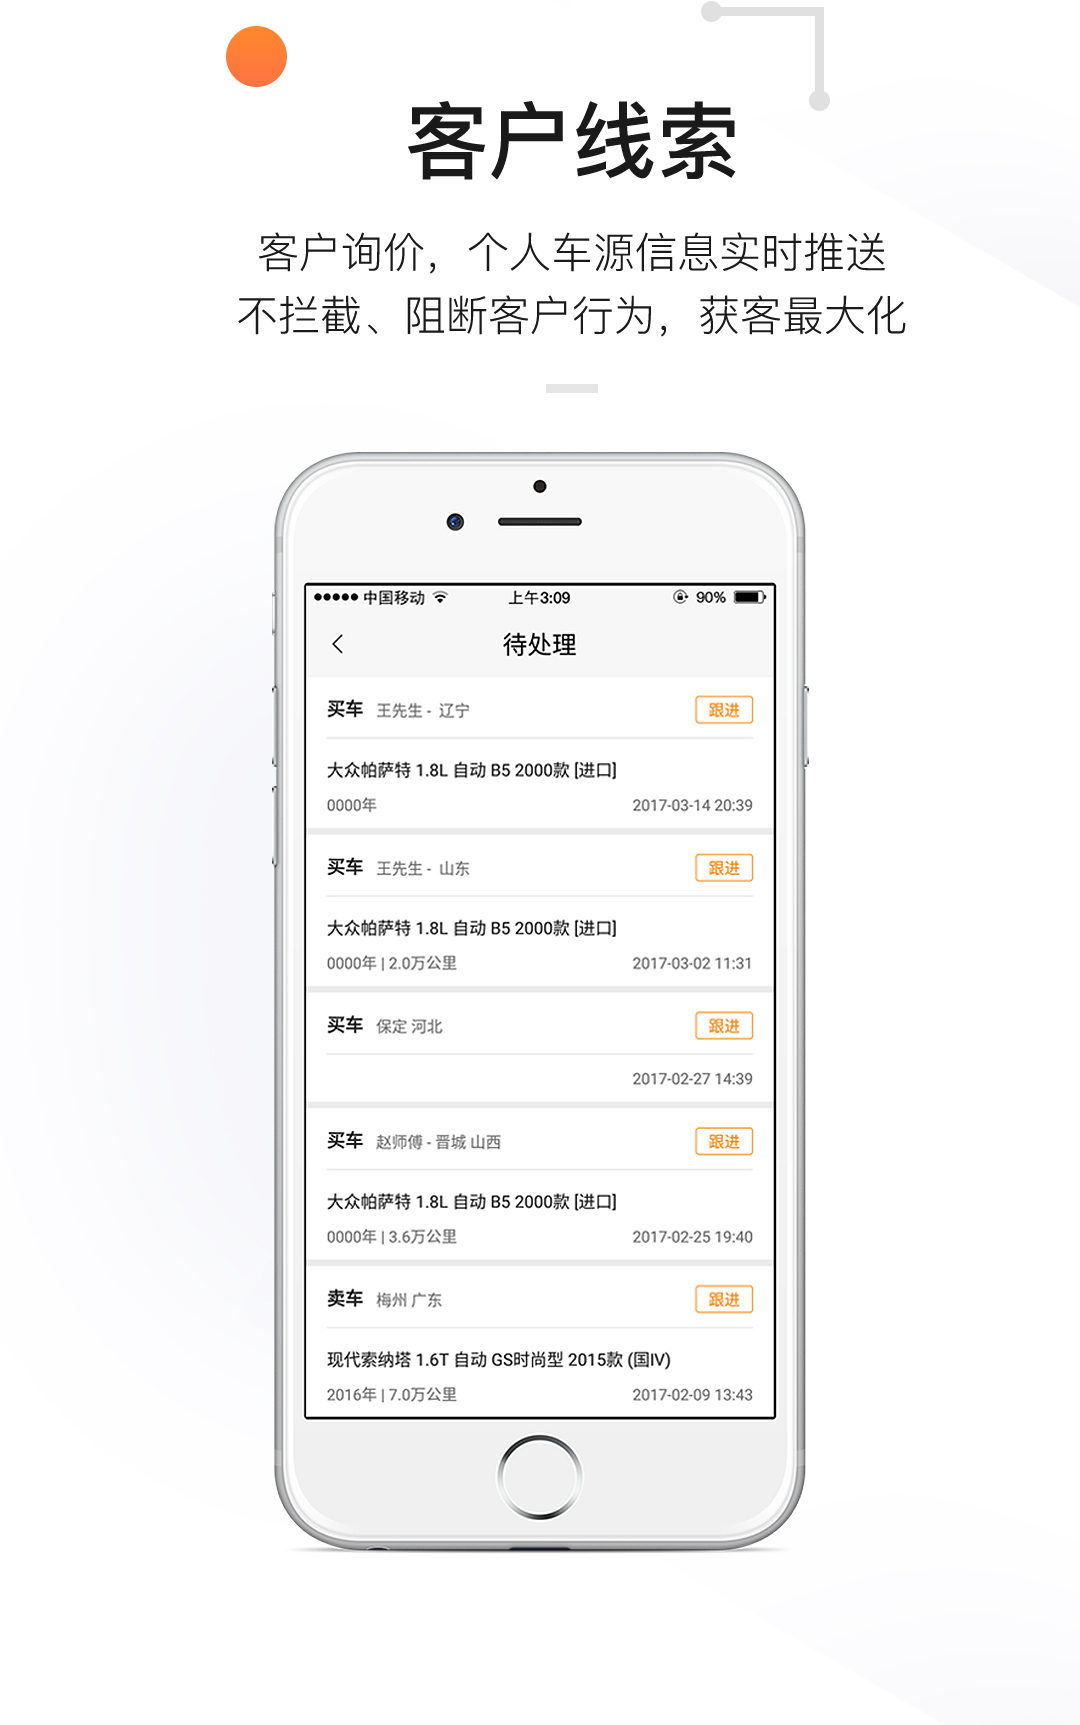 客户线索
客户询价，个人车源信息实时推送
不拦截、阻断客户行为，获客最大化
中国移动 上午3:09 90%
待处理
买车 王先生 - 辽宁 跟进
大众帕萨特 1.8L 自动 B5 2000款 [进口]
0000年 2017-03-14 20:39
买车 王先生 - 山东 跟进
大众帕萨特 1.8L 自动 B5 2000款 [进口]
0000年 | 2.0万公里 2017-03-02 11:31
买车 保定 河北 跟进
2017-02-27 14:39
买车 赵师傅 - 晋城 山西 跟进
大众帕萨特 1.8L 自动 B5 2000款 [进口]
0000年 | 3.6万公里 2017-02-25 19:40
卖车 梅州 广东 跟进
现代索纳塔 1.6T 自动 GS时尚型 2015款 (国IV)
2016年 | 7.0万公里 2017-02-09 13:43